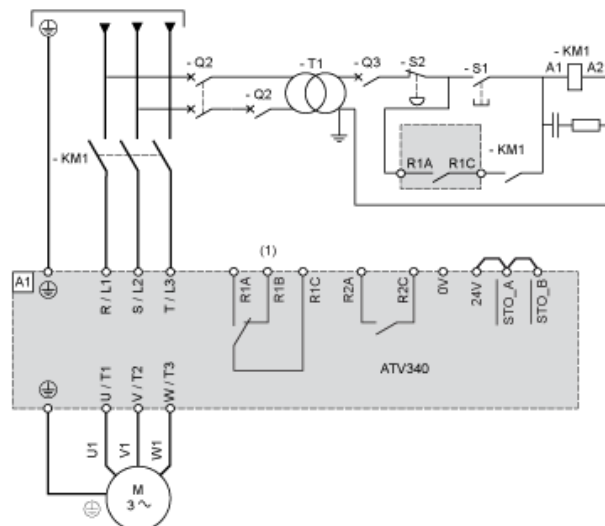 - Q2
- T1
- Q3
- S2
- S1
- KM1
A1
A2
- Q2
- KM1
R1A
R1C
- KM1
(1)
A1
R / L1
S / L2
T / L3
R1A
R1B
R1C
R2A
R2C
0V
24V
STO_A
STO_B
ATV340
U / T1
V / T2
W / T3
U1
V1
W1
M
3 ~